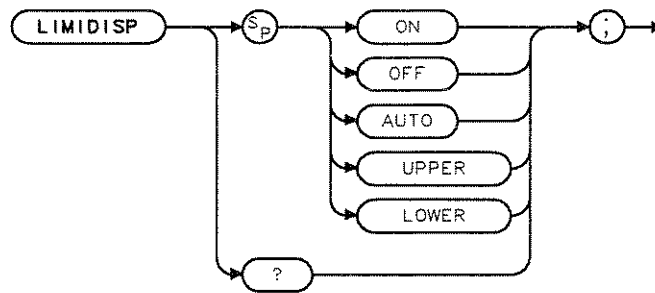 LIMIDISP
SP
ON
;
OFF
AUTO
UPPER
LOWER
?